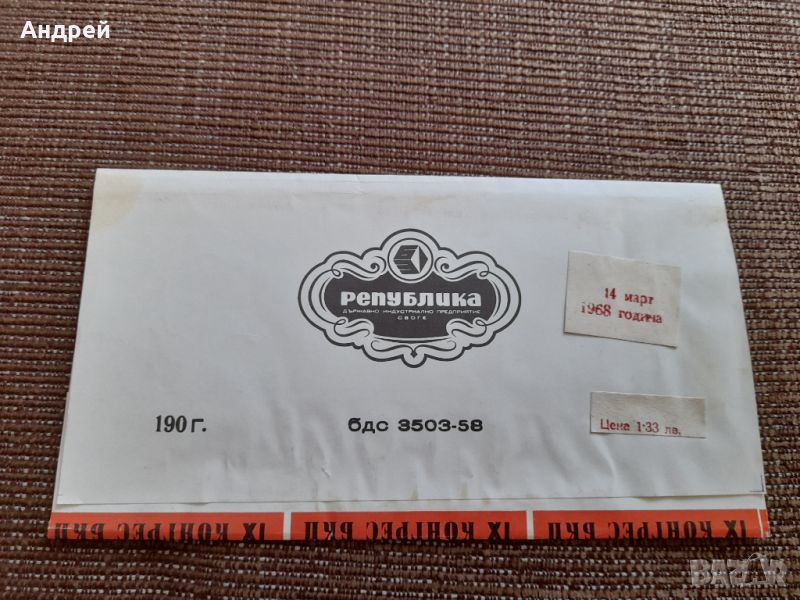 Андрей
Република
ДЪРЖАВНО ИНДУСТРИАЛНО ПРЕДПРИЯТИЕ
СВОГЕ
14 март
1968 година
190 Г.
бдс 3503-58
Цена 1·33 лв.
IX КОНГРЕС БКП IX КОНГРЕС БКП IX КОНГРЕС БКП